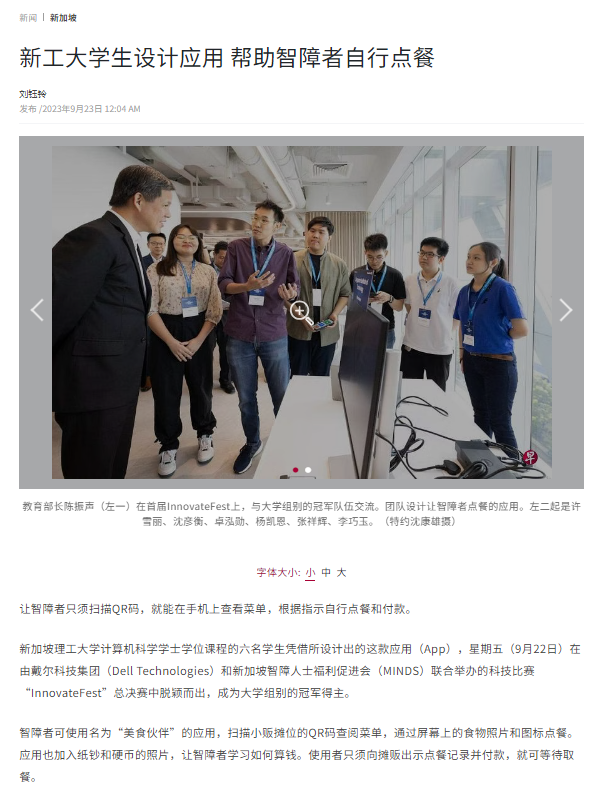 新闻 | 新加坡
新工大学生设计应用 帮助智障者自行点餐
刘钰铃
发布 /2023年9月23日 12:04 AM
早
教育部长陈振声（左一）在首届InnovateFest上，与大学组别的冠军队伍交流。团队设计让智障者点餐的应用。左二起是许
雪丽、沈彦衡、卓泓勋、杨凯恩、张祥辉、李巧玉。（特约沈康雄摄）
字体大小: 小 中 大
让智障者只须扫描QR码，就能在手机上查看菜单，根据指示自行点餐和付款。
新加坡理工大学计算机科学学士学位课程的六名学生凭借所设计出的这款应用（App），星期五（9月22日）在
由戴尔科技集团（Dell Technologies）和新加坡智障人士福利促进会（MINDS）联合举办的科技比赛
“InnovateFest”总决赛中脱颖而出，成为大学组别的冠军得主。
智障者可使用名为“美食伙伴”的应用，扫描小贩摊位的QR码查阅菜单，通过屏幕上的食物照片和图标点餐。
应用也加入纸钞和硬币的照片，让智障者学习如何算钱。使用者只须向摊贩出示点餐记录并付款，就可等待取
餐。